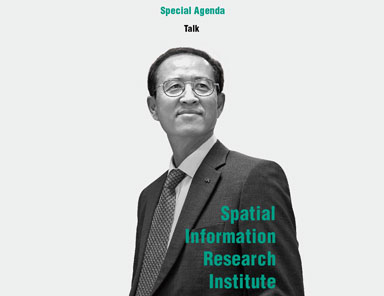 Special Agenda
Talk
Spatial
Information
Research
Institute